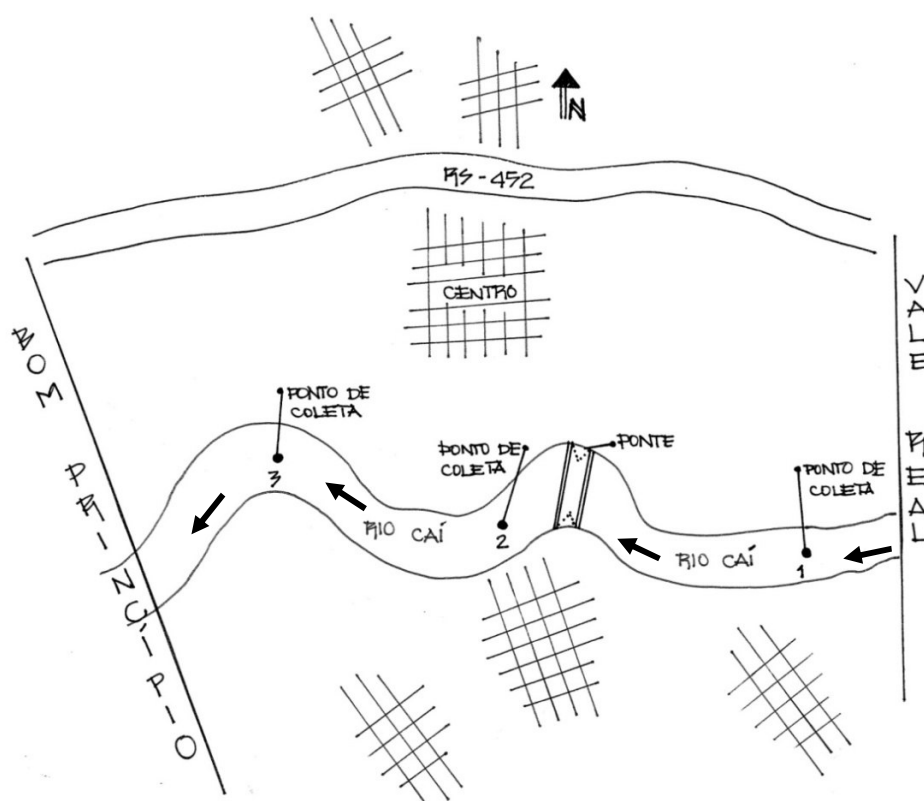 N
RS-452
CENTRO
VALE REAL
BOM PRINCÍPIO
PONTO DE
COLETA
3
PONTO DE
COLETA
2
PONTE
PONTO DE
COLETA
1
RIO CAÍ
RIO CAÍ